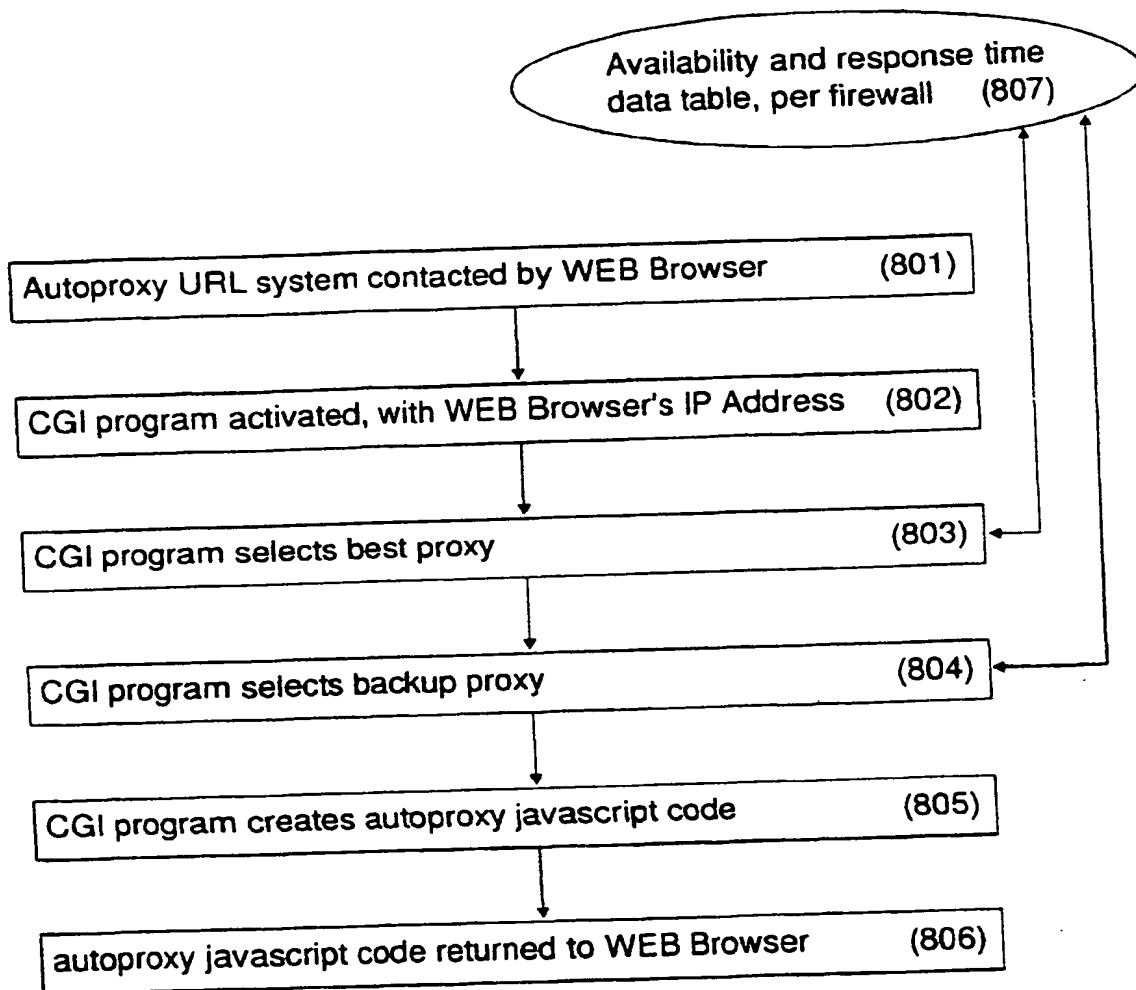 Availability and response time
data table, per firewall (807)
Autoproxy URL system contacted by WEB Browser (801)
CGI program activated, with WEB Browser's IP Address (802)
CGI program selects best proxy (803)
CGI program selects backup proxy (804)
CGI program creates autoproxy javascript code (805)
autoproxy javascript code returned to WEB Browser (806)